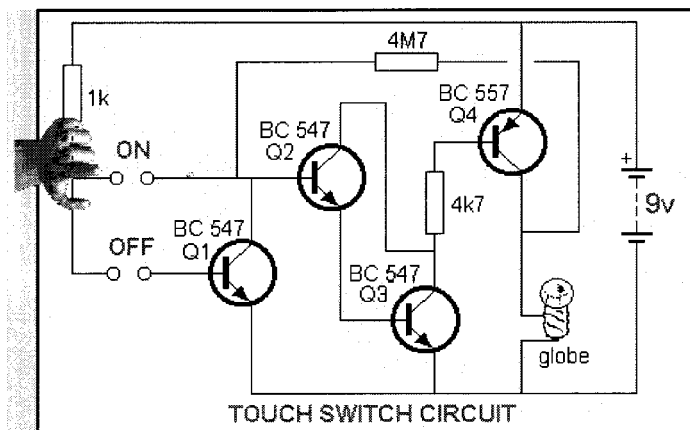 4M7
1k
BC 557
Q4
BC 547
Q2
ON
+
9v
4k7
OFF
BC 547
Q1
BC 547
Q3
globe
TOUCH SWITCH CIRCUIT